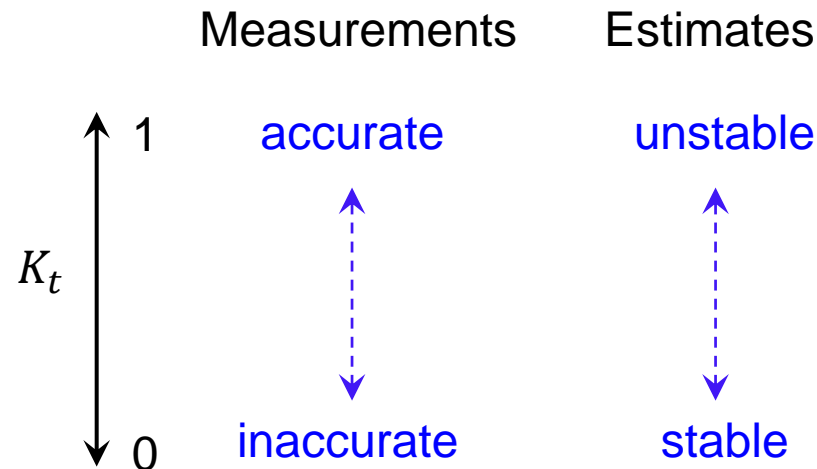 Measurements Estimates
1 accurate unstable
K_t
0 inaccurate stable